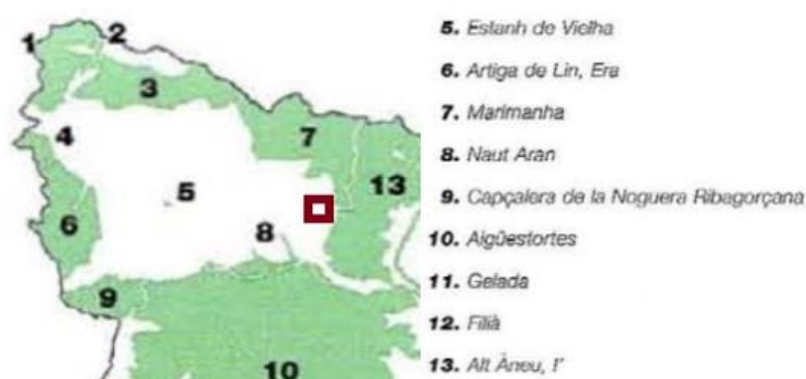 1
2
3
4
5
6
7
8
9
10
13
5. Estanh de Vielha
6. Artiga de Lin, Era
7. Marimanha
8. Naut Aran
9. Capçalera de la Noguera Ribagorçana
10. Aigüestortes
11. Gelada
12. Filià
13. Alt Àneu, l'